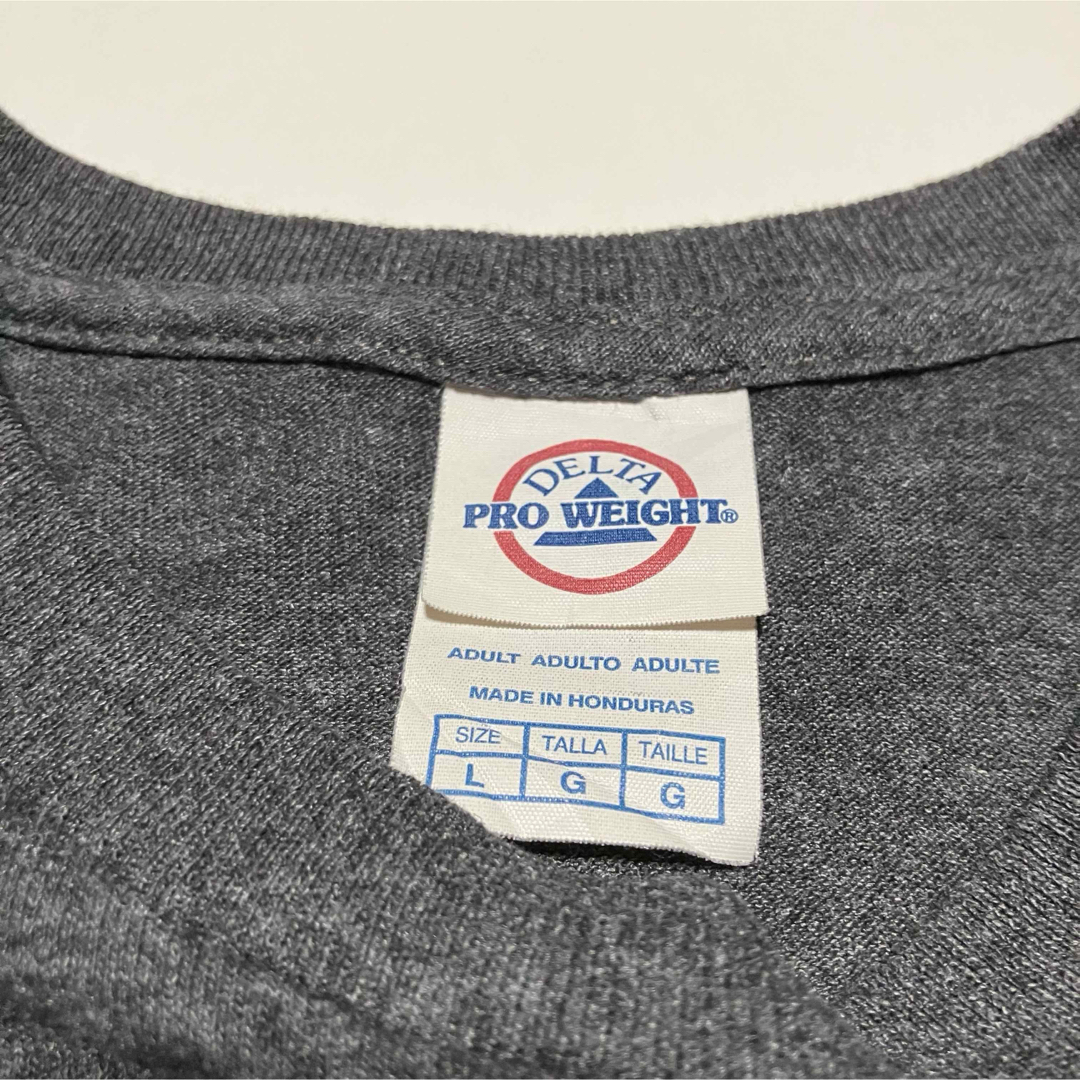 DELTA
PRO WEIGHT®
ADULT ADULTO ADULTE
MADE IN HONDURAS
SIZE TALLA TAILLE
L G G